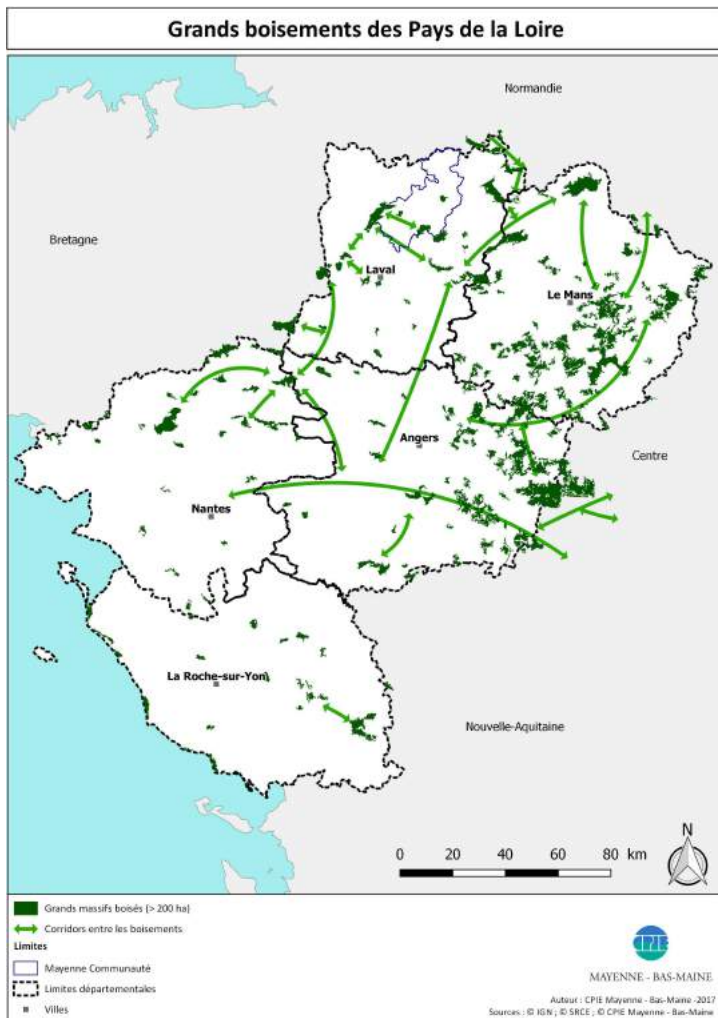 Grands boisements des Pays de la Loire
Normandie
Bretagne
Laval
Le Mans
Angers
Centre
Nantes
La Roche-sur-Yon
Nouvelle-Aquitaine
N
0 20 40 60 80 km
Grands massifs boisés (> 200 ha)
Corridors entre les boisements
Limites
Mayenne Communauté
Limites départementales
Villes
CPIE
MAYENNE - BAS-MAINE
Auteur : CPIE Mayenne - Bas-Maine -2017
Sources : © IGN ; © SRCE ; © CPIE Mayenne - Bas-Maine